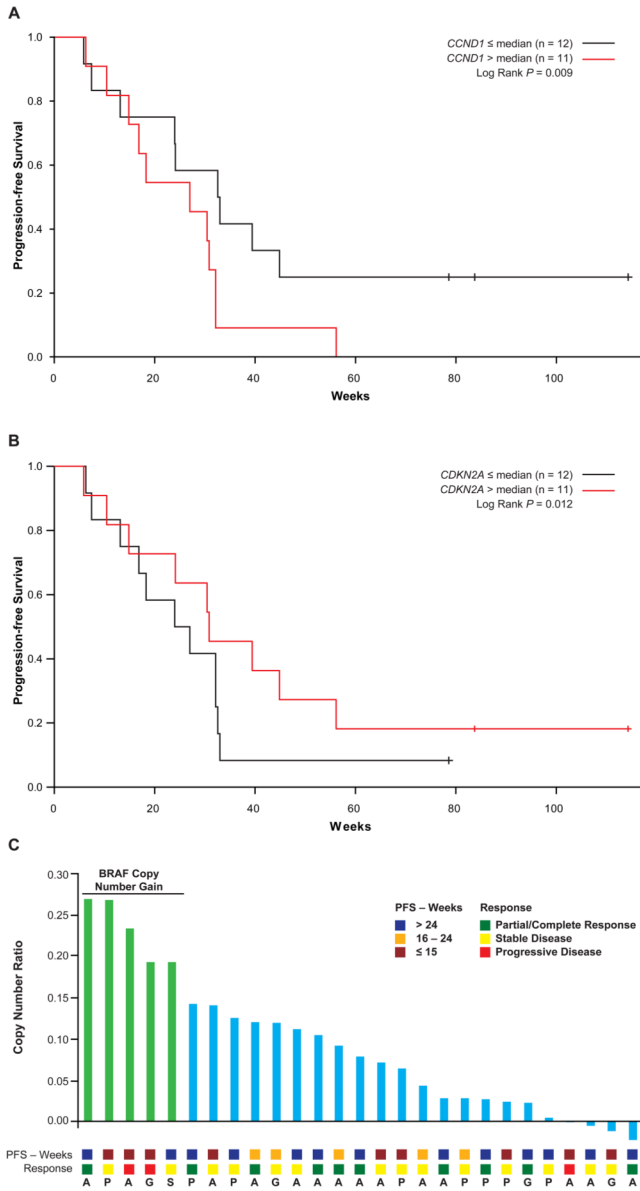 A
CCND1 ≤ median (n = 12)
CCND1 > median (n = 11)
Log Rank P = 0.009
1.0
0.8
0.6
0.4
0.2
0.0
Progression-free Survival
0 20 40 60 80 100
Weeks
B
CDKN2A ≤ median (n = 12)
CDKN2A > median (n = 11)
Log Rank P = 0.012
1.0
0.8
0.6
0.4
0.2
0.0
Progression-free Survival
0 20 40 60 80 100
Weeks
C
BRAF Copy
Number Gain
PFS – Weeks Response
> 24 Partial/Complete Response
16 – 24 Stable Disease
≤ 15 Progressive Disease
0.30
0.25
0.20
0.15
0.10
0.05
0.00
Copy Number Ratio
PFS – Weeks
Response
A P A G S P A P A G A A A A A P A A P P P G P A A G A